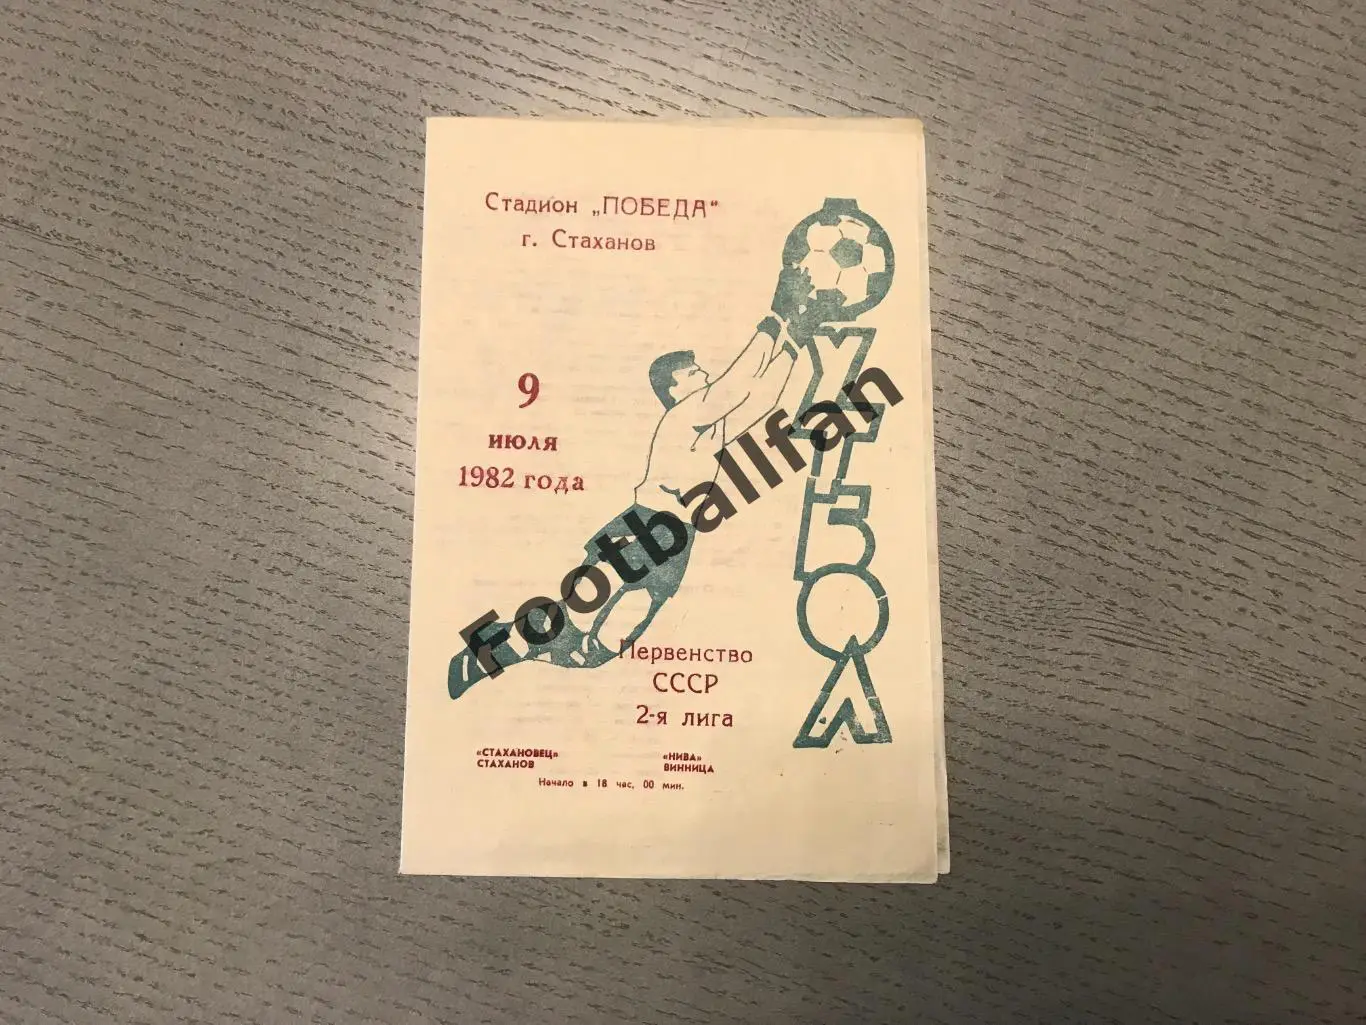 Стадион „ПОБЕДА"
г. Стаханов
9
июля
1982 года
ФУТБОЛ
Footballfan
Первенство
СССР
2-я лига
«СТАХАНОВЕЦ»
СТАХАНОВ
«НИВА»
ВИННИЦА
Начало в 18 час, 00 мин.